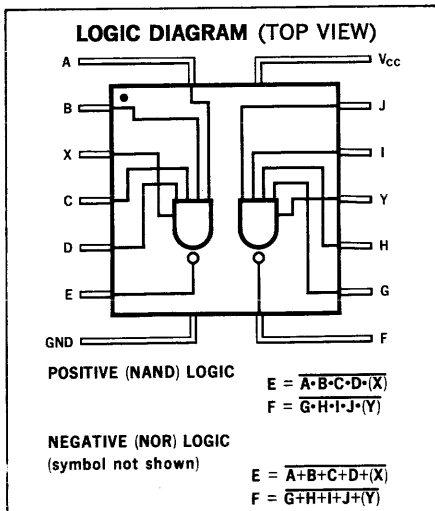 LOGIC DIAGRAM (TOP VIEW)
A
VCC
B
J
X
I
C
Y
D
H
E
G
GND
F
POSITIVE (NAND) LOGIC
E = A•B•C•D•(X)
F = G•H•I•J•(Y)
NEGATIVE (NOR) LOGIC
(symbol not shown)
E = A+B+C+D+(X)
F = G+H+I+J+(Y)